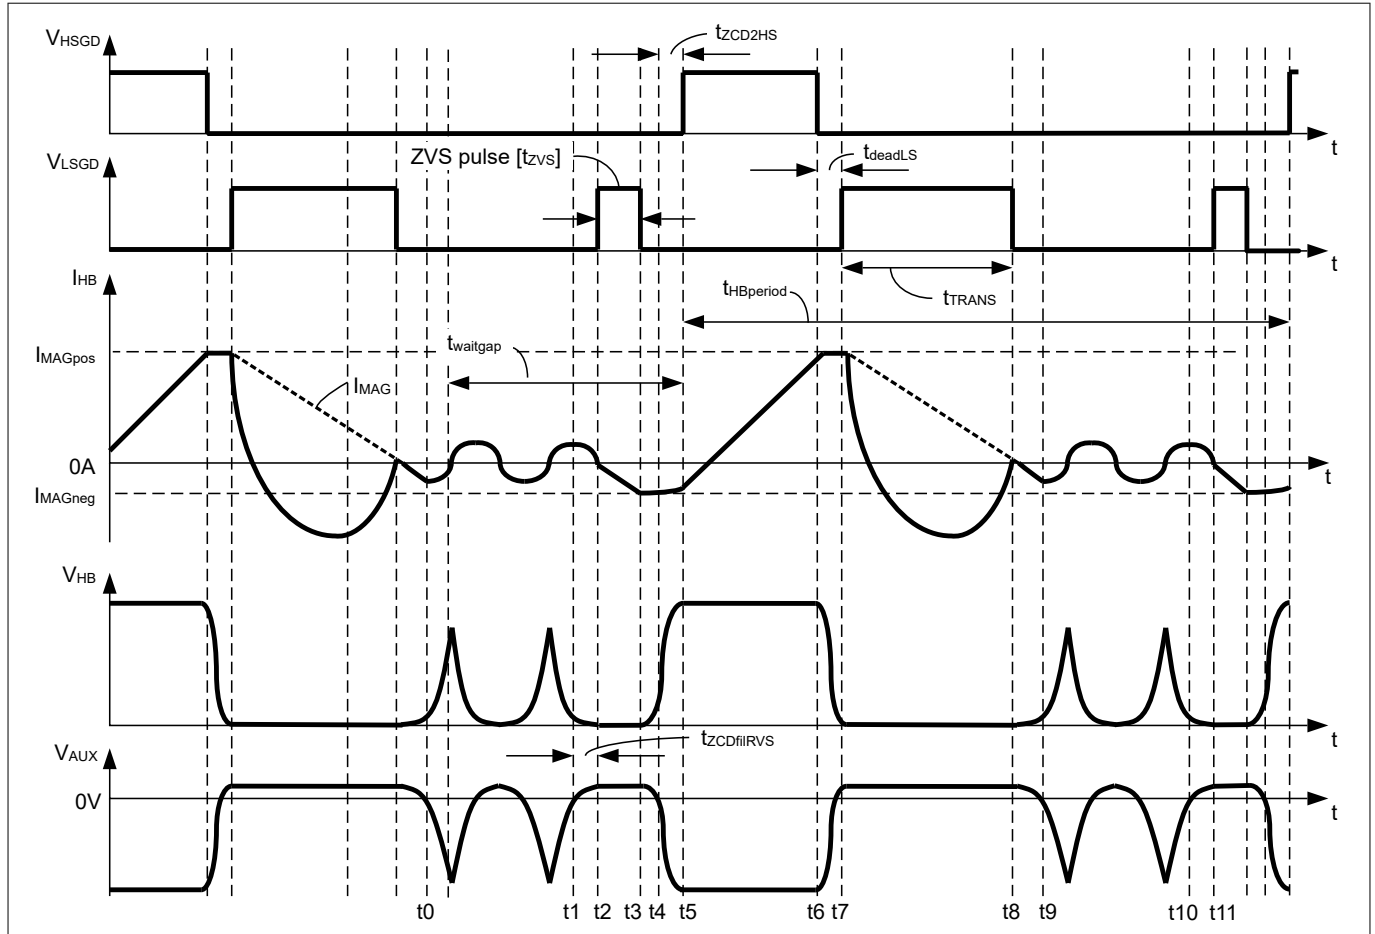 VHSGD
tZCD2HS
t
VLSGD
ZVS pulse [tZVS]
tdeadLS
t
IHB
tHBperiod
tTRANS
IMAGpos
twaitgap
IMAG
0A
t
IMAGneg
VHB
t
VAUX
tZCDfilRVS
0V
t
t0 t1 t2 t3 t4 t5 t6 t7 t8 t9 t10 t11